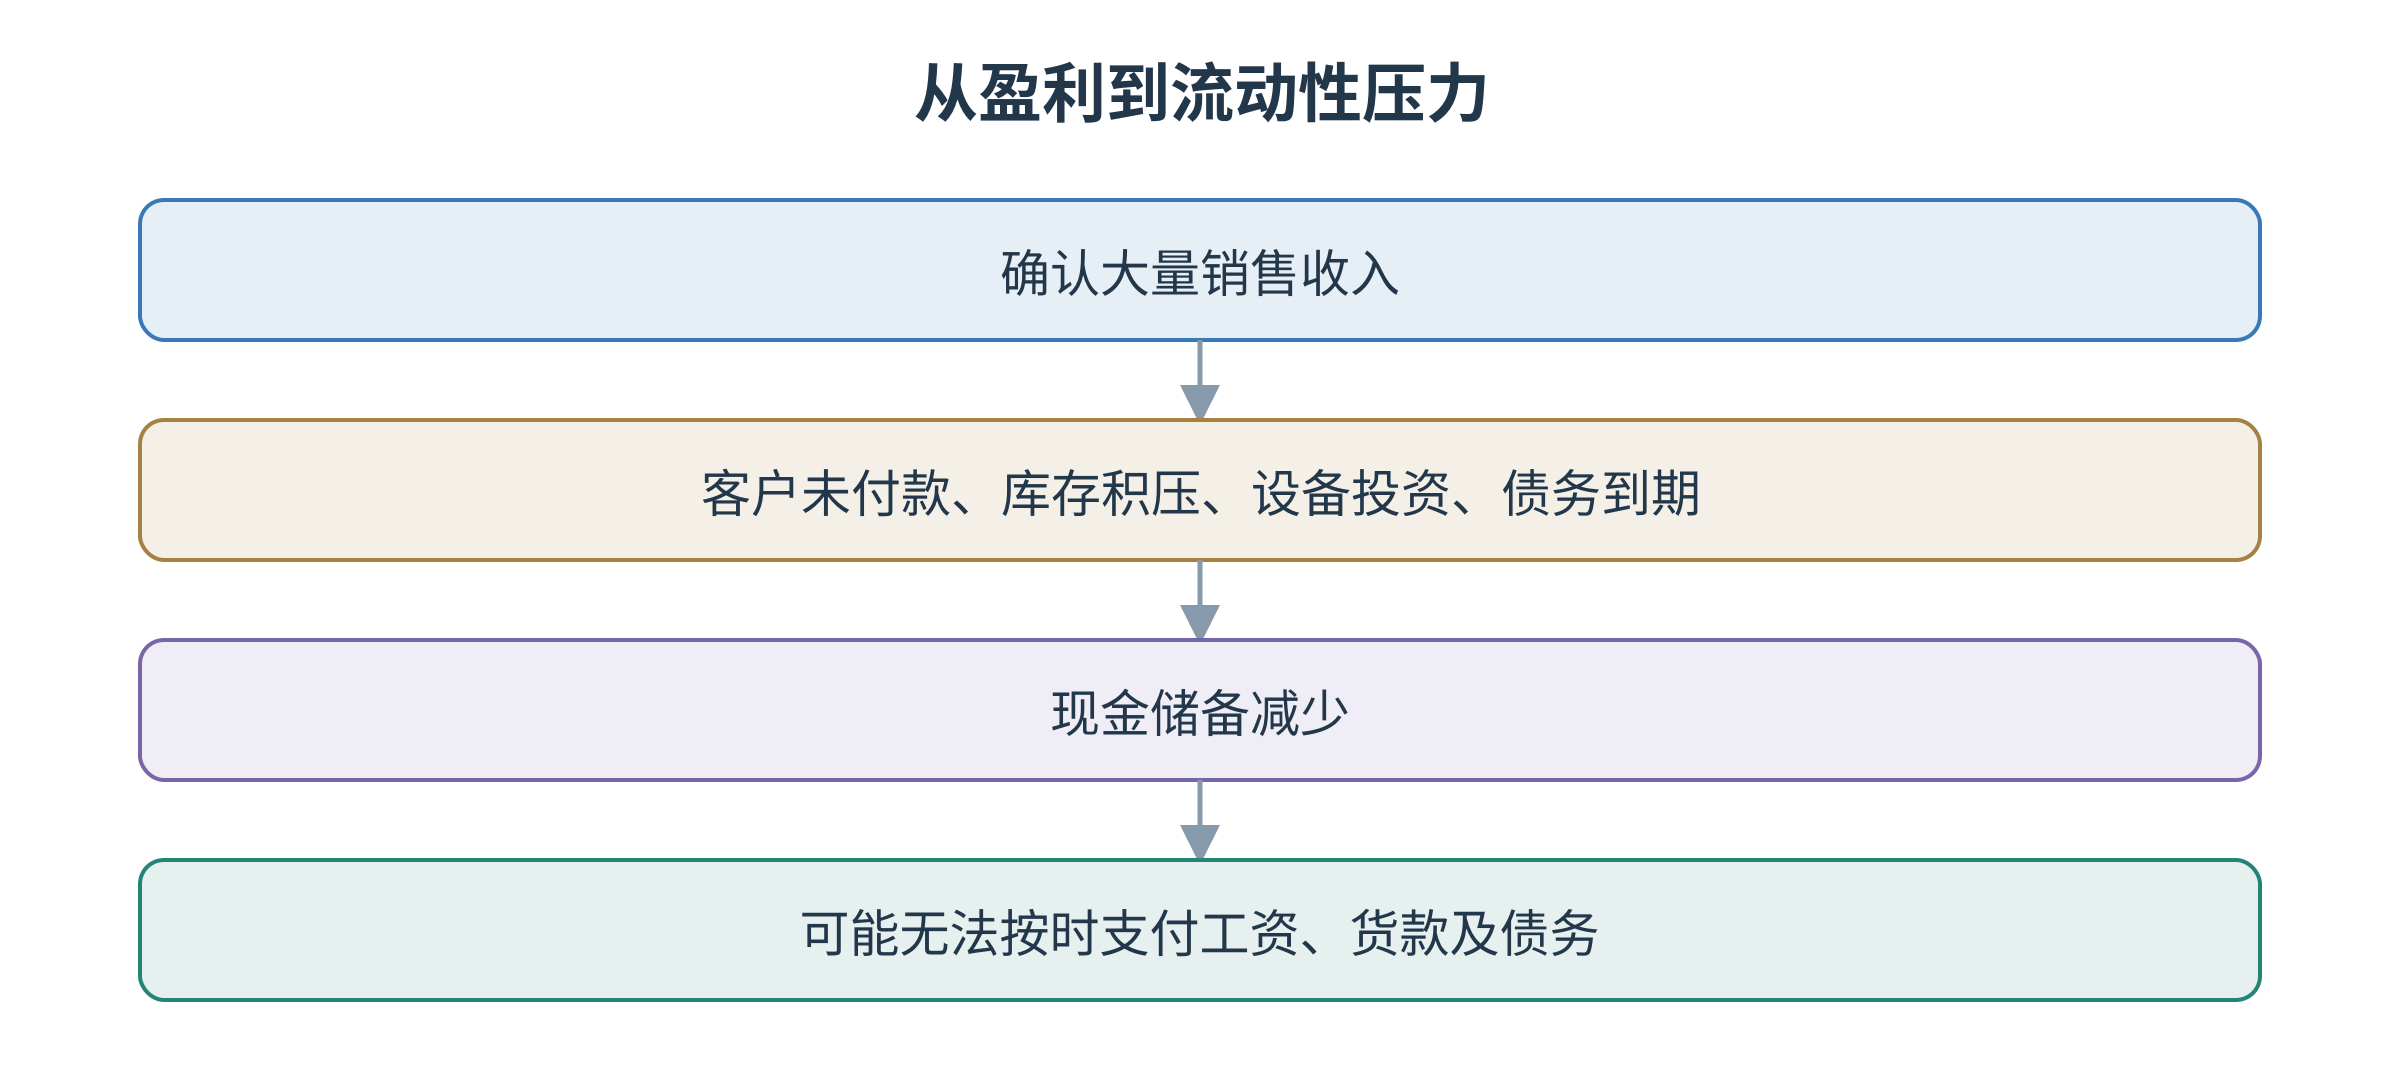 从盈利到流动性压力
确认大量销售收入
客户未付款、库存积压、设备投资、债务到期
现金储备减少
可能无法按时支付工资、货款及债务